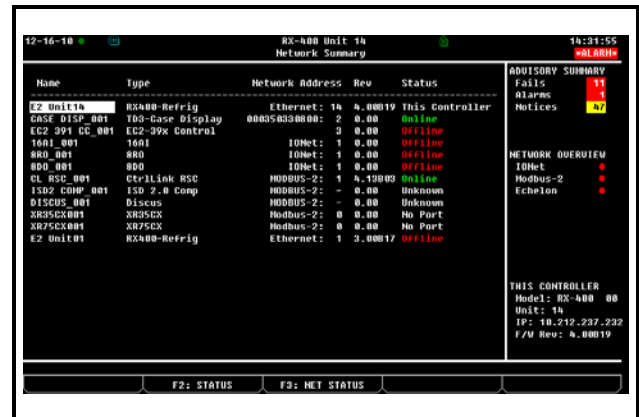 12-16-10 RX-400 Unit 14 14:31:55
Network Summary *ALARM*
ADVISORY SUMMARY
Name Type Network Address Rev Status Fails 11
Alarms 1
E2 Unit14 RX400-Refrig Ethernet: 14 4.00B19 This Controller Notices 47
CASE DISP_001 TD3-Case Display 000350330800: 2 0.00 Online
EC2 391 CC_001 EC2-39x Control 3 0.00 Offline
16AI_001 16AI IONet: 1 0.00 Offline
8RO_001 8RO IONet: 1 0.00 Offline NETWORK OVERVIEW
8DO_001 8DO IONet: 1 0.00 Offline IONet
CL RSC_001 CtrlLink RSC MODBUS-2: 1 4.13B03 Online Modbus-2
ISD2 COMP_001 ISD 2.0 Comp MODBUS-2: - 0.00 Unknown Echelon
DISCUS_001 Discus MODBUS-2: - 0.00 Unknown
XR35CX001 XR35CX Modbus-2: 0 0.00 No Port
XR75CX001 XR75CX Modbus-2: 0 0.00 No Port
E2 Unit01 RX400-Refrig Ethernet: 1 3.00B17 Offline
THIS CONTROLLER
Model: RX-400 00
Unit: 14
IP: 10.212.237.232
F/W Rev: 4.00B19
F2: STATUS F3: NET STATUS